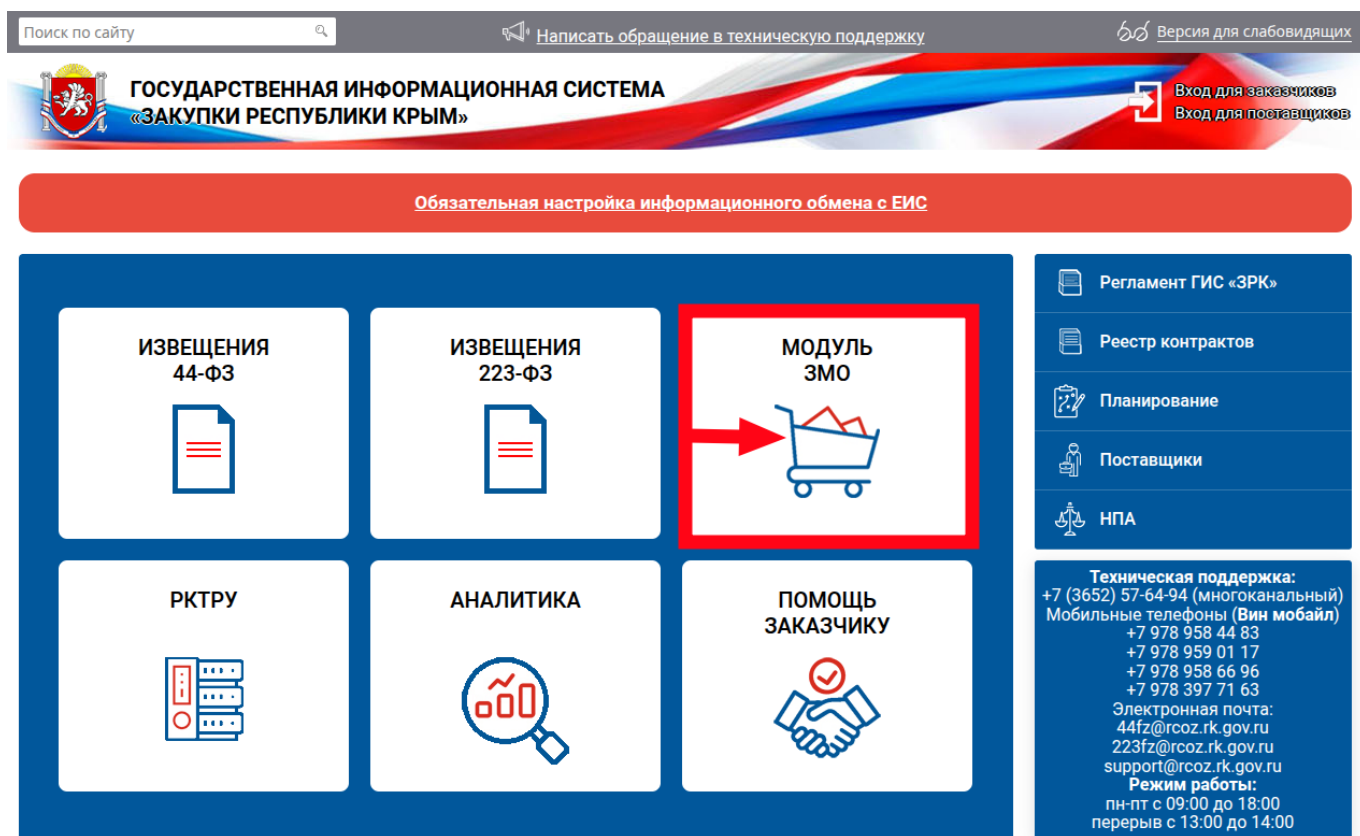 Поиск по сайту
Написать обращение в техническую поддержку
Версия для слабовидящих
ГОСУДАРСТВЕННАЯ ИНФОРМАЦИОННАЯ СИСТЕМА
«ЗАКУПКИ РЕСПУБЛИКИ КРЫМ»
Вход для заказчиков
Вход для поставщиков
Обязательная настройка информационного обмена с ЕИС
ИЗВЕЩЕНИЯ
44-ФЗ
ИЗВЕЩЕНИЯ
223-ФЗ
МОДУЛЬ
ЗМО
РКТРУ
АНАЛИТИКА
ПОМОЩЬ
ЗАКАЗЧИКУ
Регламент ГИС «ЗРК»
Реестр контрактов
Планирование
Поставщики
НПА
Техническая поддержка:
+7 (3652) 57-64-94 (многоканальный)
Мобильные телефоны (Вин мобайл)
+7 978 958 44 83
+7 978 959 01 17
+7 978 958 66 96
+7 978 397 71 63
Электронная почта:
44fz@rcoz.rk.gov.ru
223fz@rcoz.rk.gov.ru
support@rcoz.rk.gov.ru
Режим работы:
пн-пт с 09:00 до 18:00
перерыв с 13:00 до 14:00